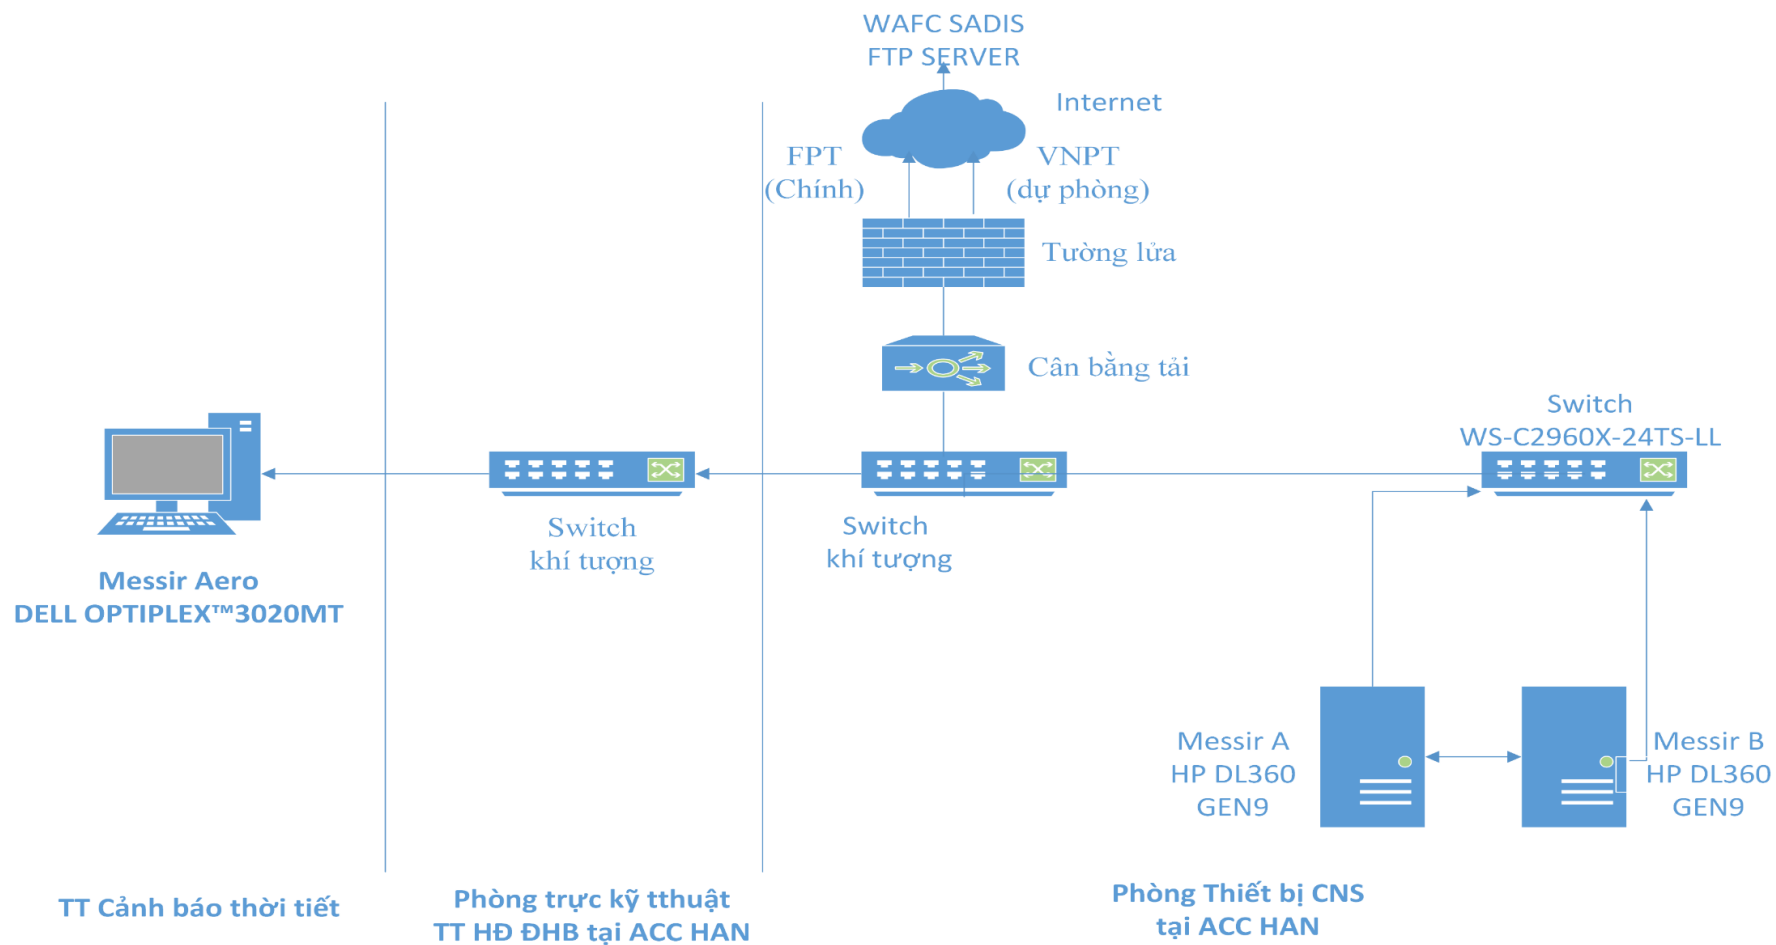 WAFC SADIS
FTP SERVER
Internet
FPT
(Chính)
VNPT
(dự phòng)
Tường lửa
Cân bằng tải
Switch
WS-C2960X-24TS-LL
Switch
khí tượng
Switch
khí tượng
Messir Aero
DELL OPTIPLEX™3020MT
Messir A
HP DL360
GEN9
Messir B
HP DL360
GEN9
TT Cảnh báo thời tiết
Phòng trực kỹ tthuật
TT HĐ ĐHB tại ACC HAN
Phòng Thiết bị CNS
tại ACC HAN